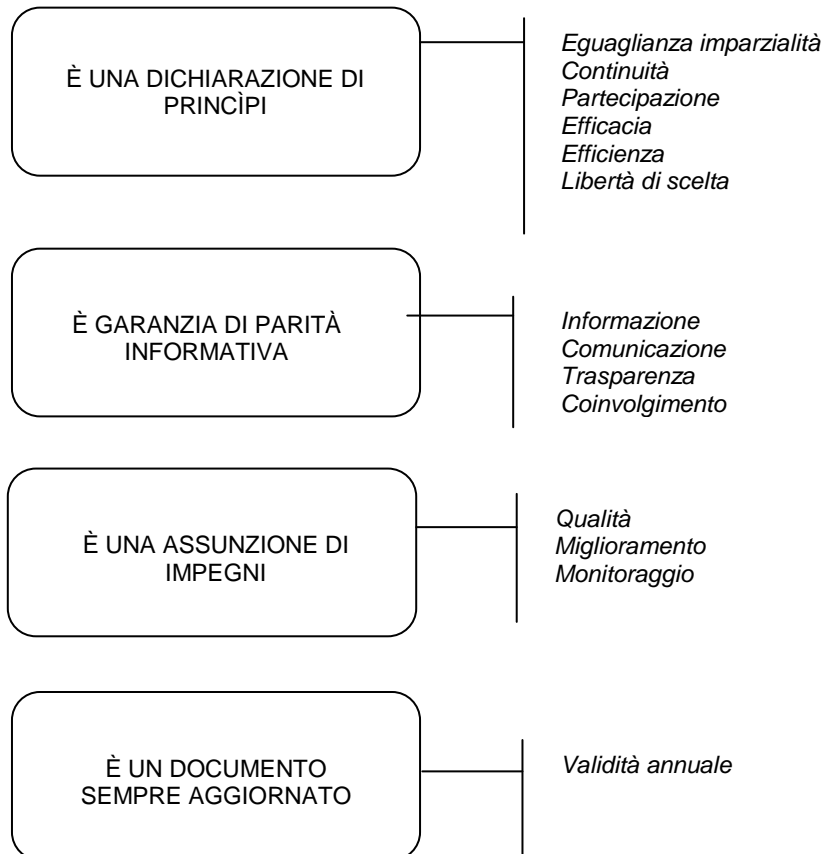 È UNA DICHIARAZIONE DI
PRINCÌPI
Eguaglianza imparzialità
Continuità
Partecipazione
Efficacia
Efficienza
Libertà di scelta
È GARANZIA DI PARITÀ
INFORMATIVA
Informazione
Comunicazione
Trasparenza
Coinvolgimento
È UNA ASSUNZIONE DI
IMPEGNI
Qualità
Miglioramento
Monitoraggio
È UN DOCUMENTO
SEMPRE AGGIORNATO
Validità annuale